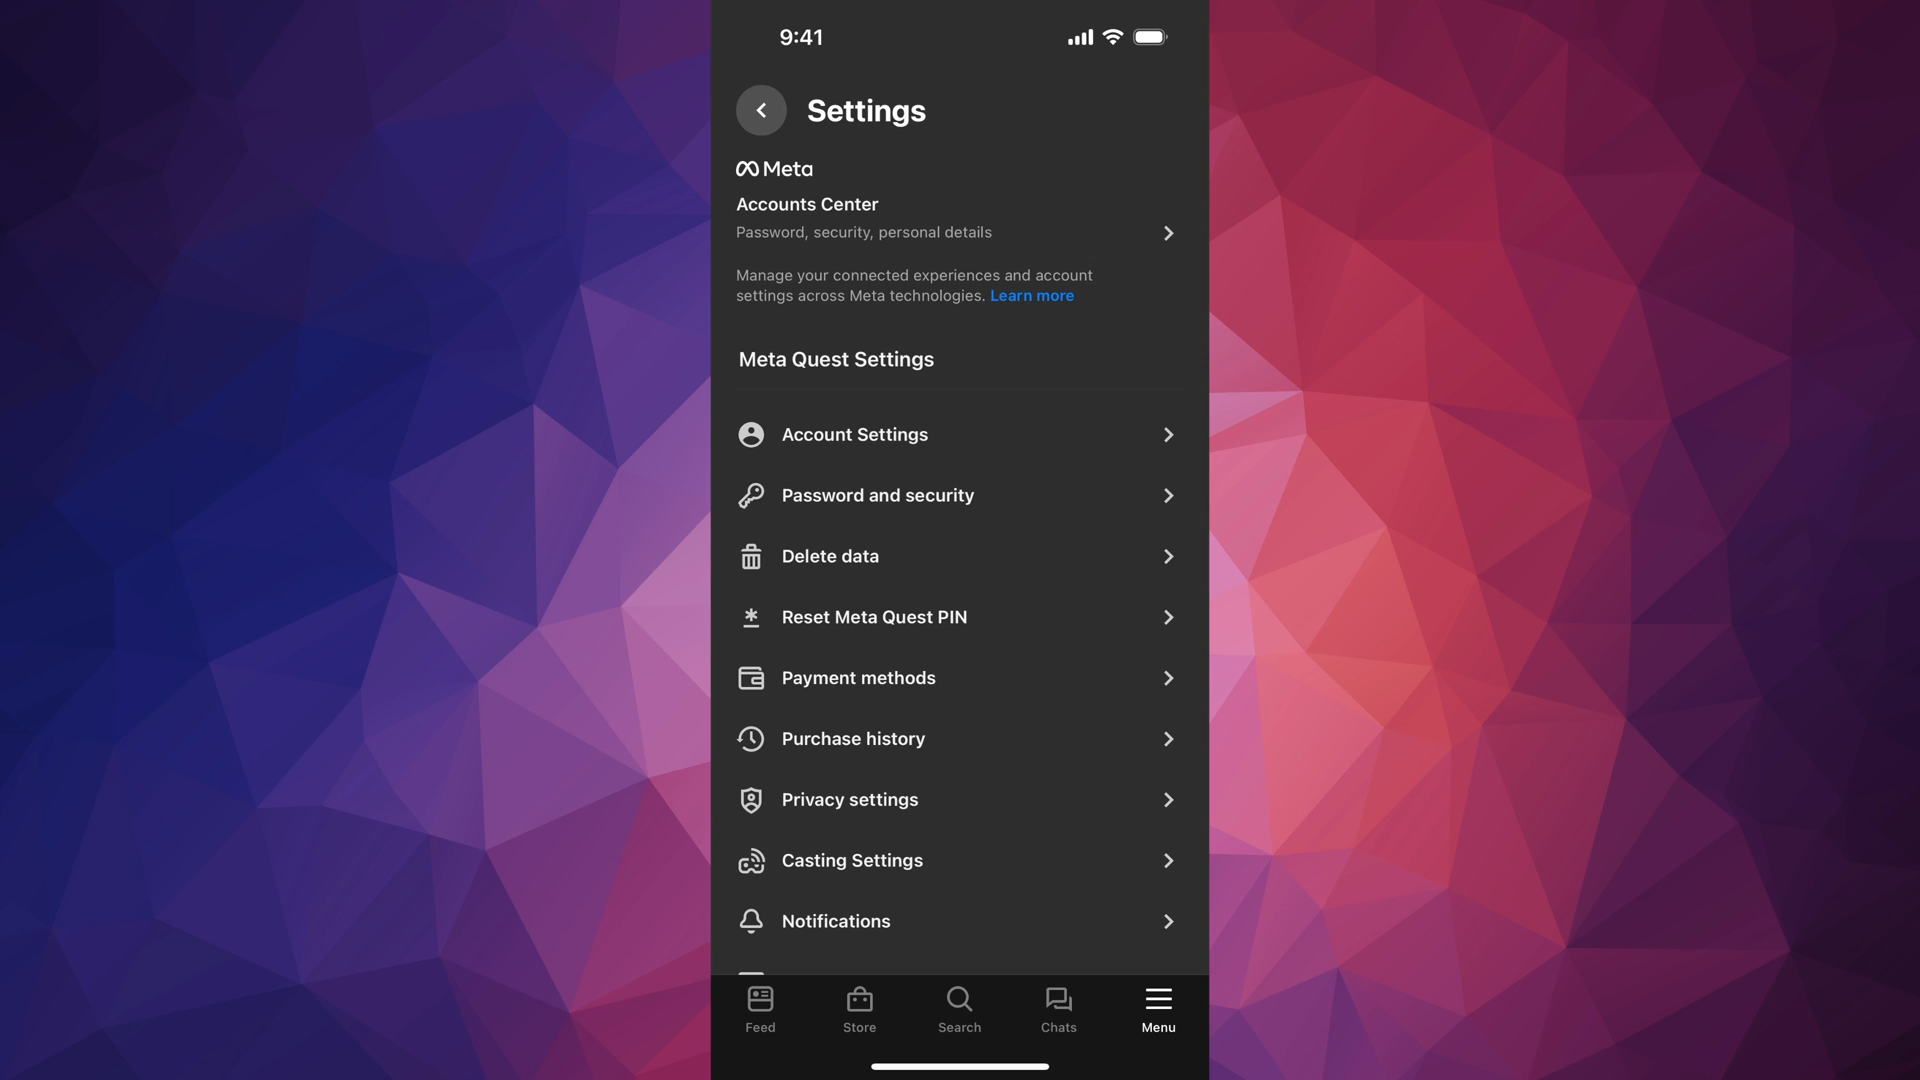 9:41
Settings
Meta
Accounts Center
Password, security, personal details
Manage your connected experiences and account
settings across Meta technologies. Learn more
Meta Quest Settings
Account Settings
Password and security
Delete data
Reset Meta Quest PIN
Payment methods
Purchase history
Privacy settings
Casting Settings
Notifications
Feed
Store
Search
Chats
Menu